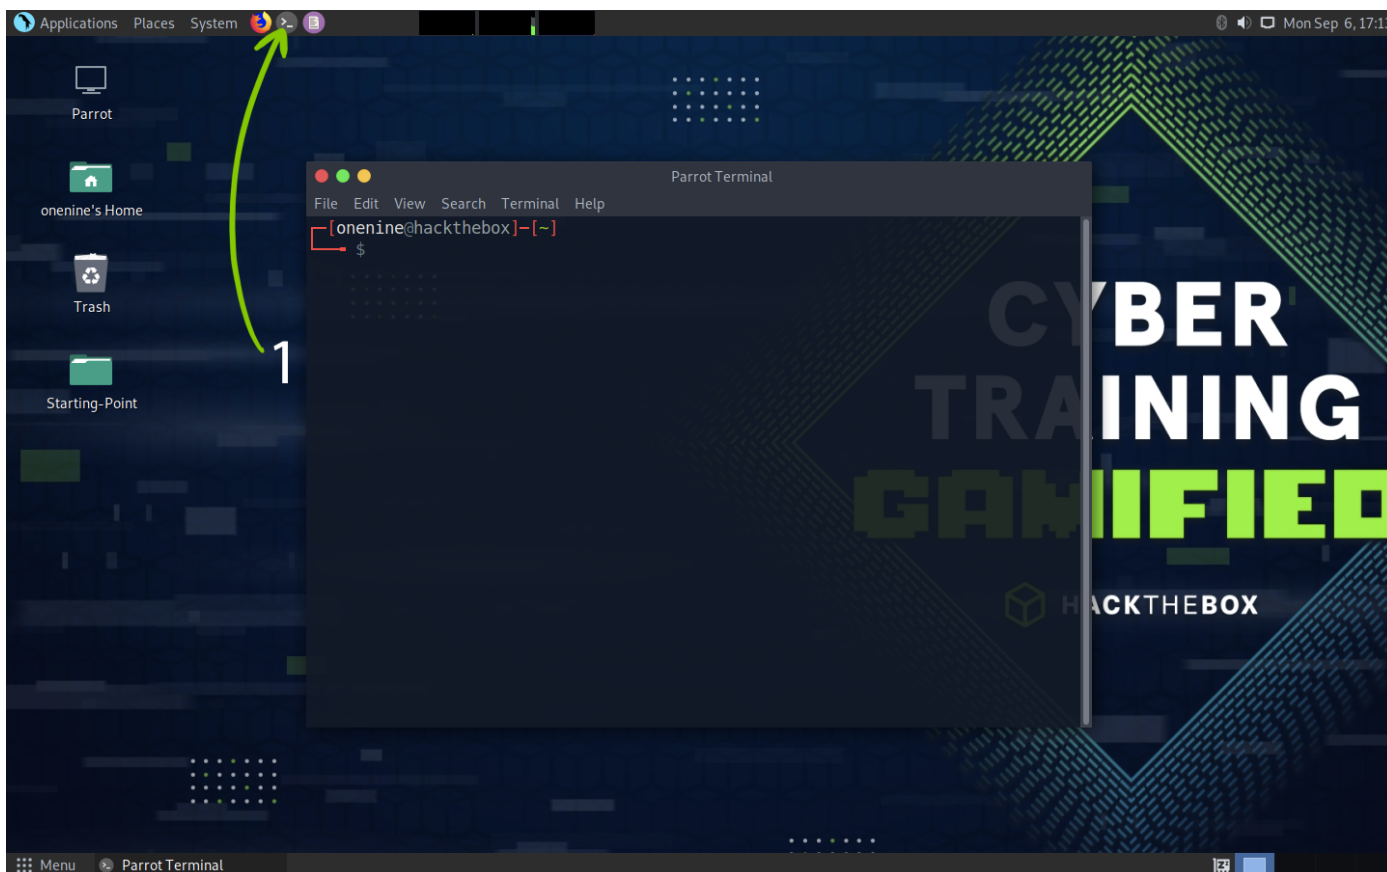 Applications Places System Mon Sep 6, 17:1
Parrot
onenine's Home
Trash
Starting-Point
1
Parrot Terminal
File Edit View Search Terminal Help
[onenine@hackthebox]-[~]
$
CYBER
TRAINING
GAMIFIED
HACKTHEBOX
Menu Parrot Terminal